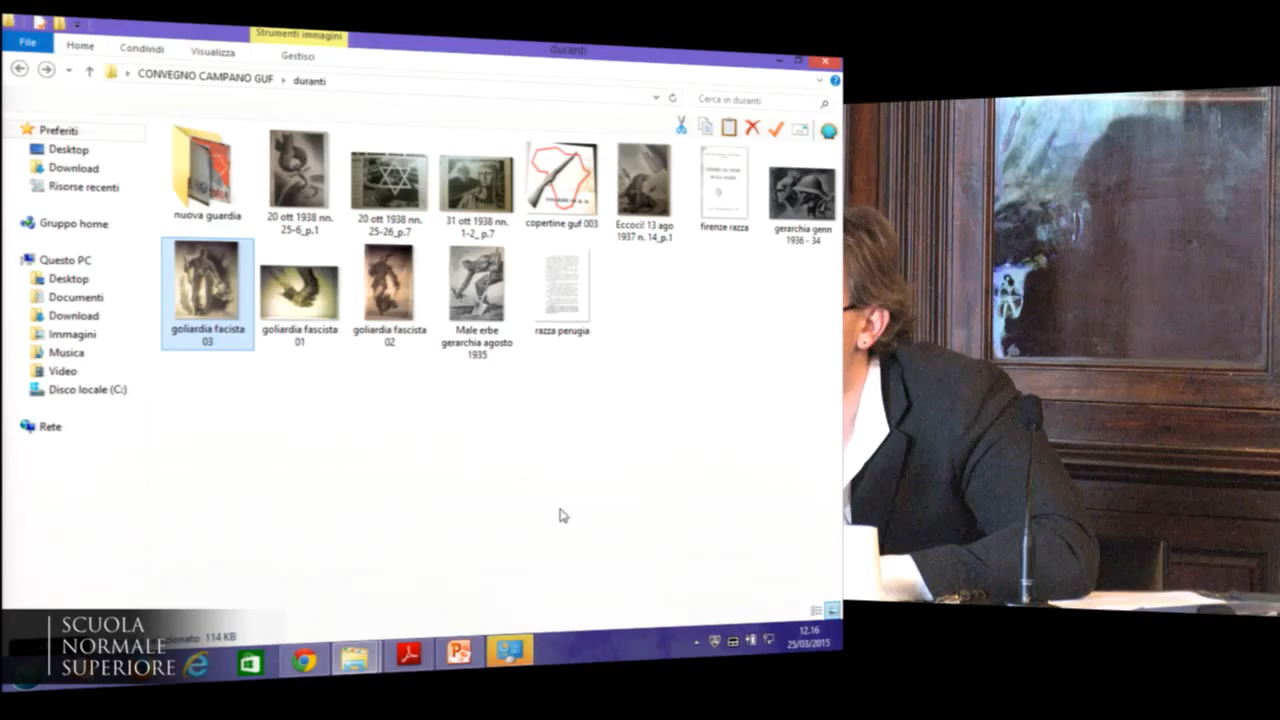 Strumenti immagini
duranti
File
Home
Condividi
Visualizza
Gestisci
CONVEGNO CAMPANO GUF
duranti
Cerca in duranti
Preferiti
Desktop
Download
Risorse recenti
Gruppo home
Questo PC
Desktop
Documenti
Download
Immagini
Musica
Video
Disco locale (C:)
Rete
nuova guardia
20 ott 1938 nn.
25-6_p.1
20 ott 1938 nn.
25-26_p.7
31 ott 1938 nn.
1-2_ p.7
copertine guf 003
Eccoci! 13 ago
1937 n. 14_p.1
firenze razza
gerarchia genn
1936 - 34
goliardia facista
03
goliardia fascista
01
goliardia fascista
02
Male erbe
gerarchia agosto
1935
razza perugia
114 KB
12.16
25/03/2015
SCUOLA
NORMALE
SUPERIORE